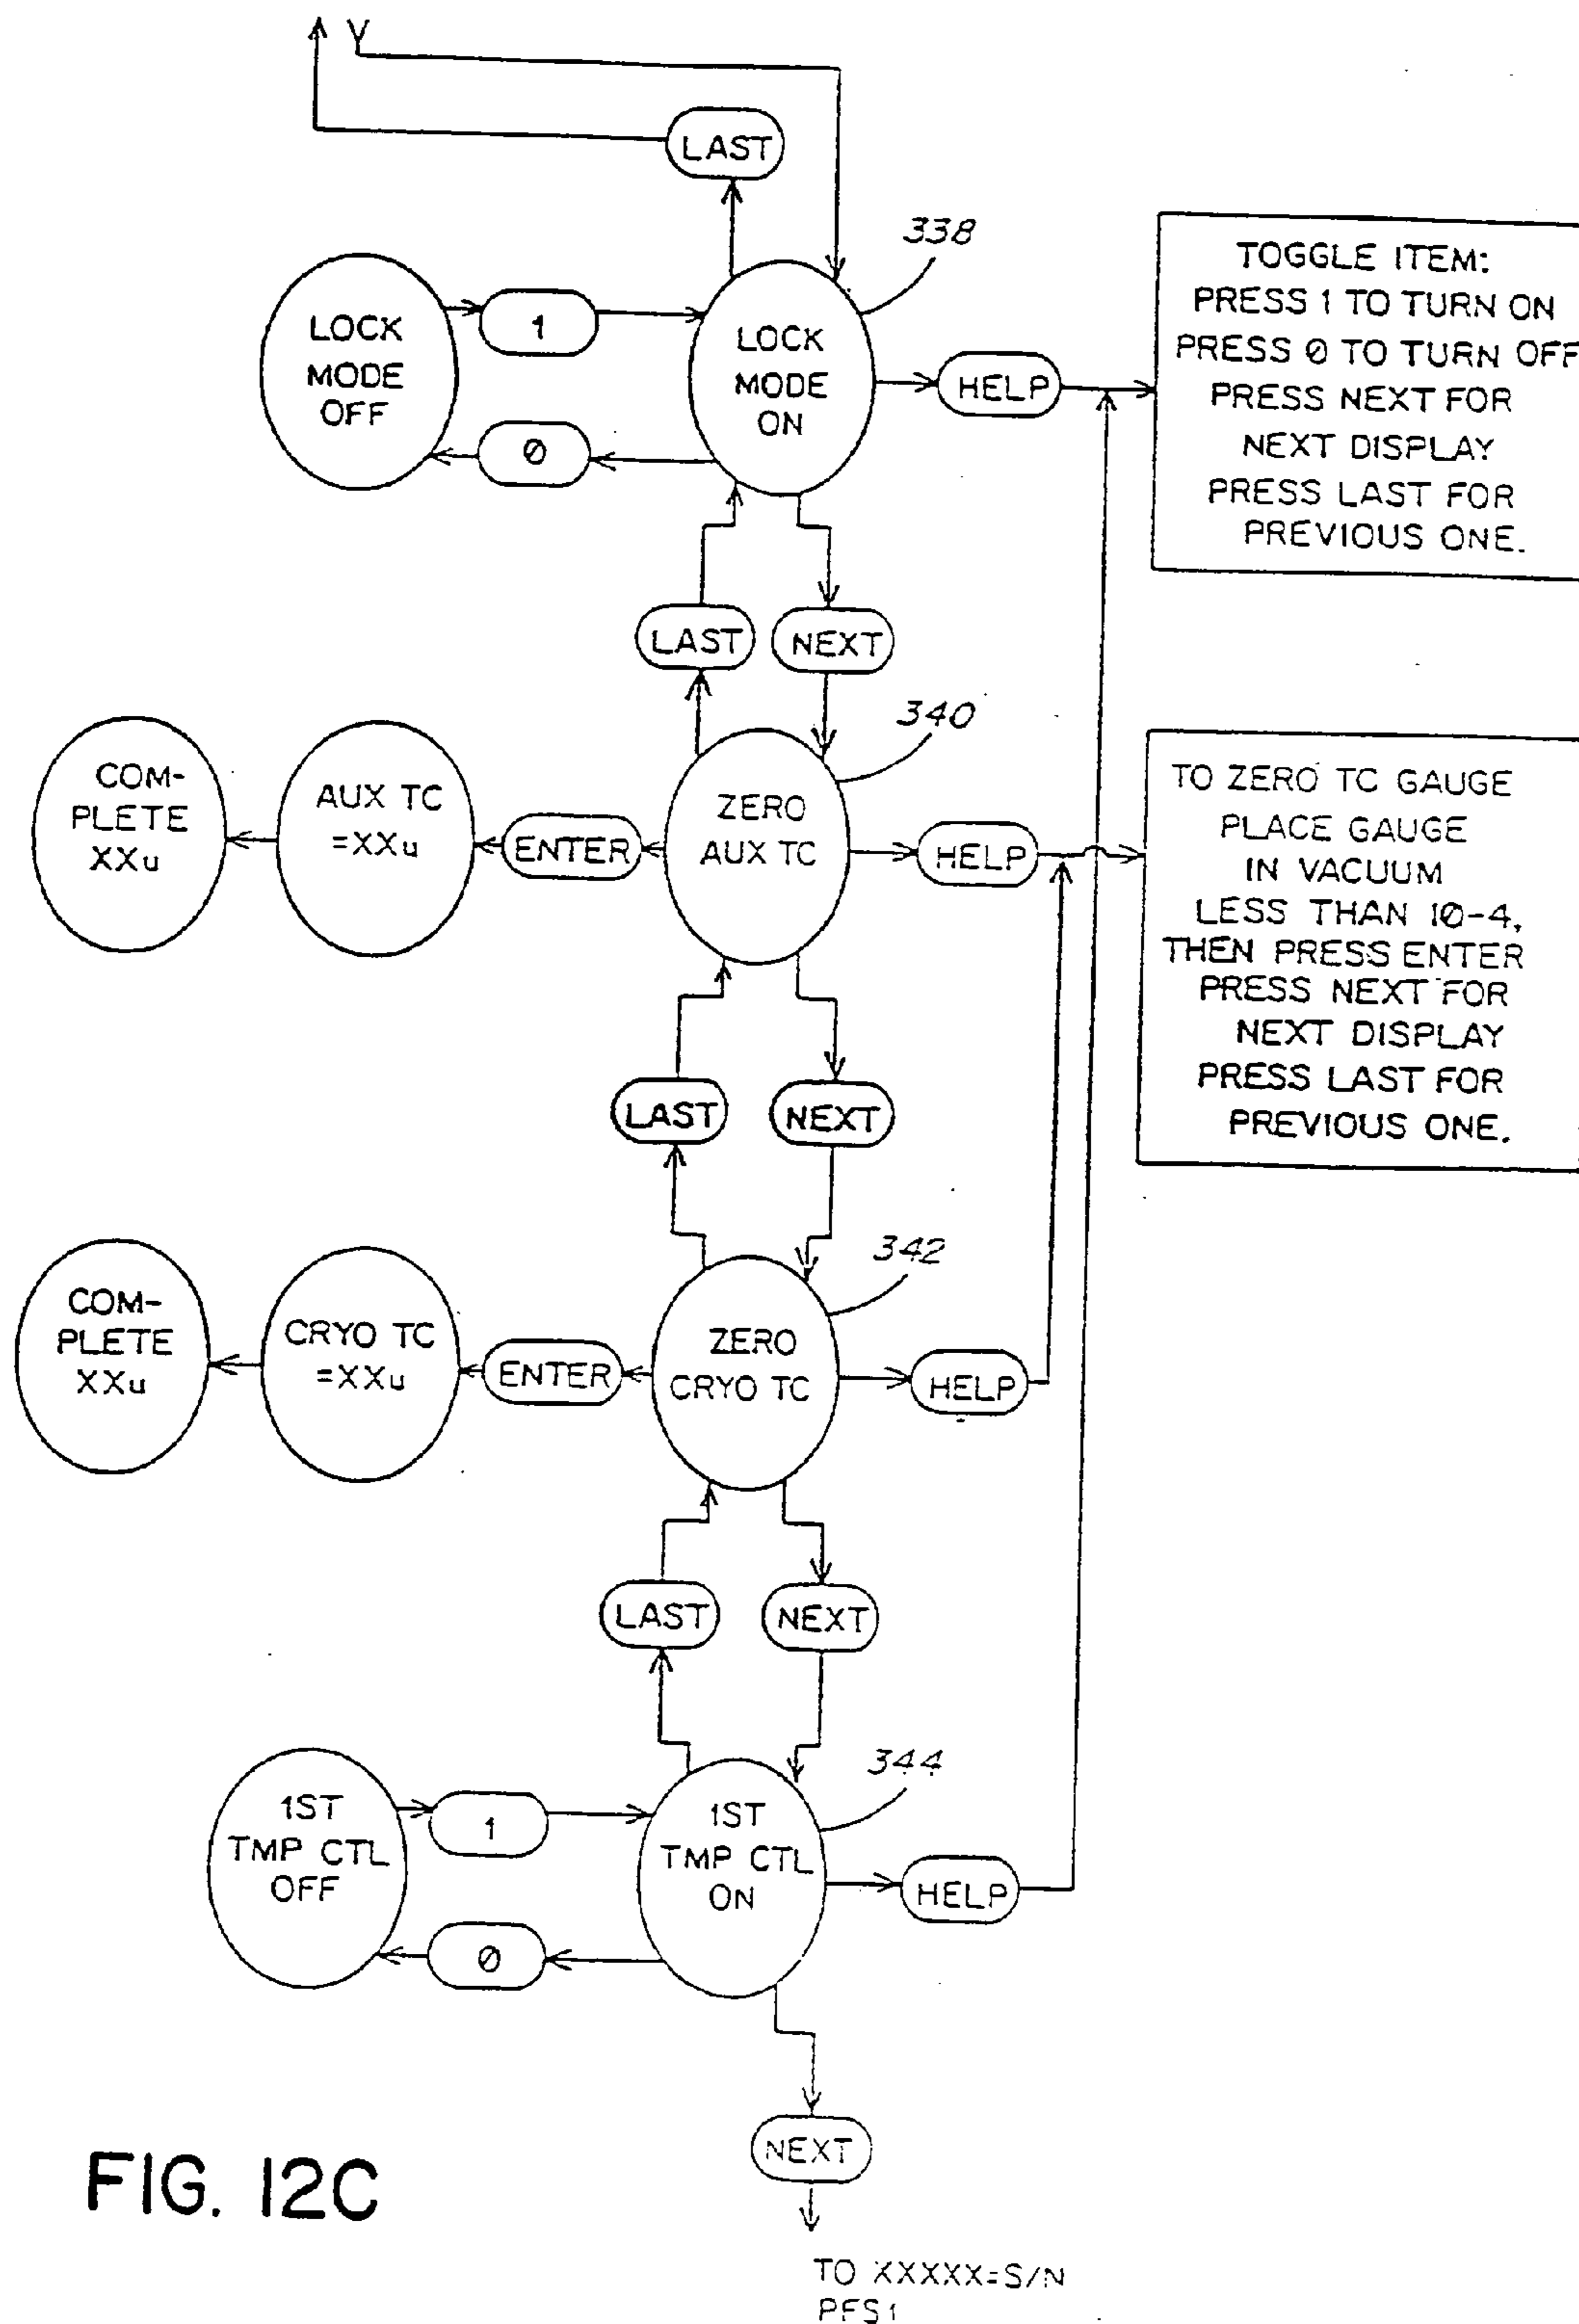 V
LAST
338
LOCK
MODE
OFF
1
0
LOCK
MODE
ON
HELP
TOGGLE ITEM:
PRESS 1 TO TURN ON
PRESS 0 TO TURN OFF
PRESS NEXT FOR
NEXT DISPLAY
PRESS LAST FOR
PREVIOUS ONE.
LAST
NEXT
340
COM-
PLETE
XXu
AUX TC
=XXu
ENTER
ZERO
AUX TC
HELP
TO ZERO TC GAUGE
PLACE GAUGE
IN VACUUM
LESS THAN 10-4,
THEN PRESS ENTER
PRESS NEXT FOR
NEXT DISPLAY
PRESS LAST FOR
PREVIOUS ONE.
LAST
NEXT
342
COM-
PLETE
XXu
CRYO TC
=XXu
ENTER
ZERO
CRYO TC
HELP
LAST
NEXT
344
1ST
TMP CTL
OFF
1
0
1ST
TMP CTL
ON
HELP
NEXT
FIG. 12C
TO XXXXX=S/N
PFS1